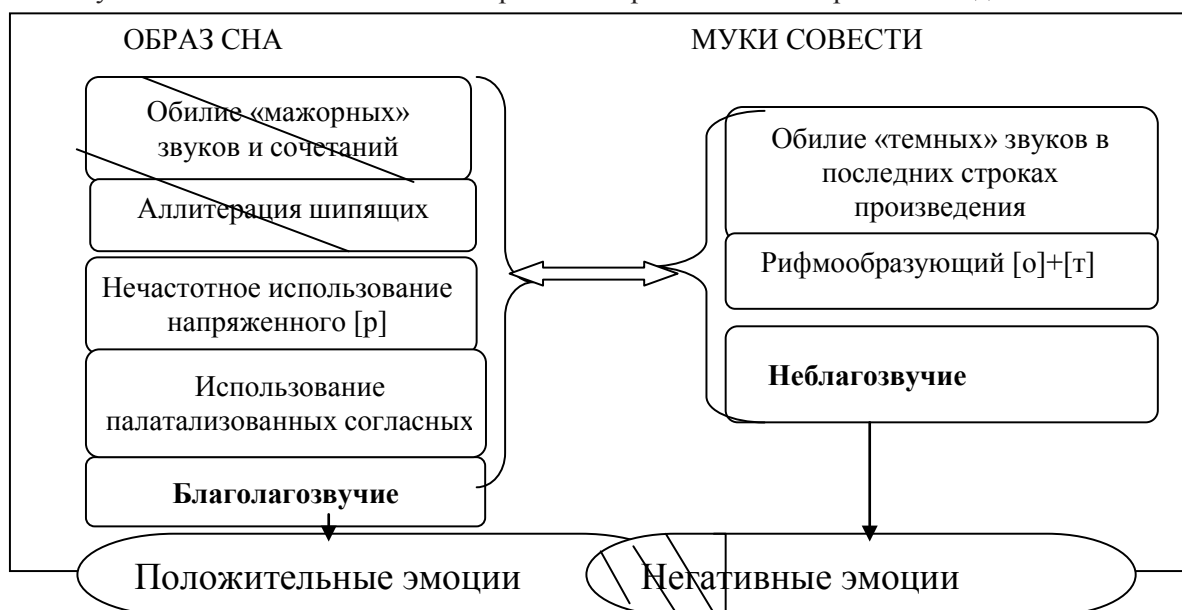 ОБРАЗ СНА
Обилие «мажорных»
звуков и сочетаний
Аллитерация шипящих
Нечастотное использование
напряженного [р]
Использование
палатализованных согласных
Благолагозвучие
Положительные эмоции
МУКИ СОВЕСТИ
Обилие «темных» звуков в
последних строках
произведения
Рифмообразующий [о]+[т]
Неблагозвучие
Негативные эмоции